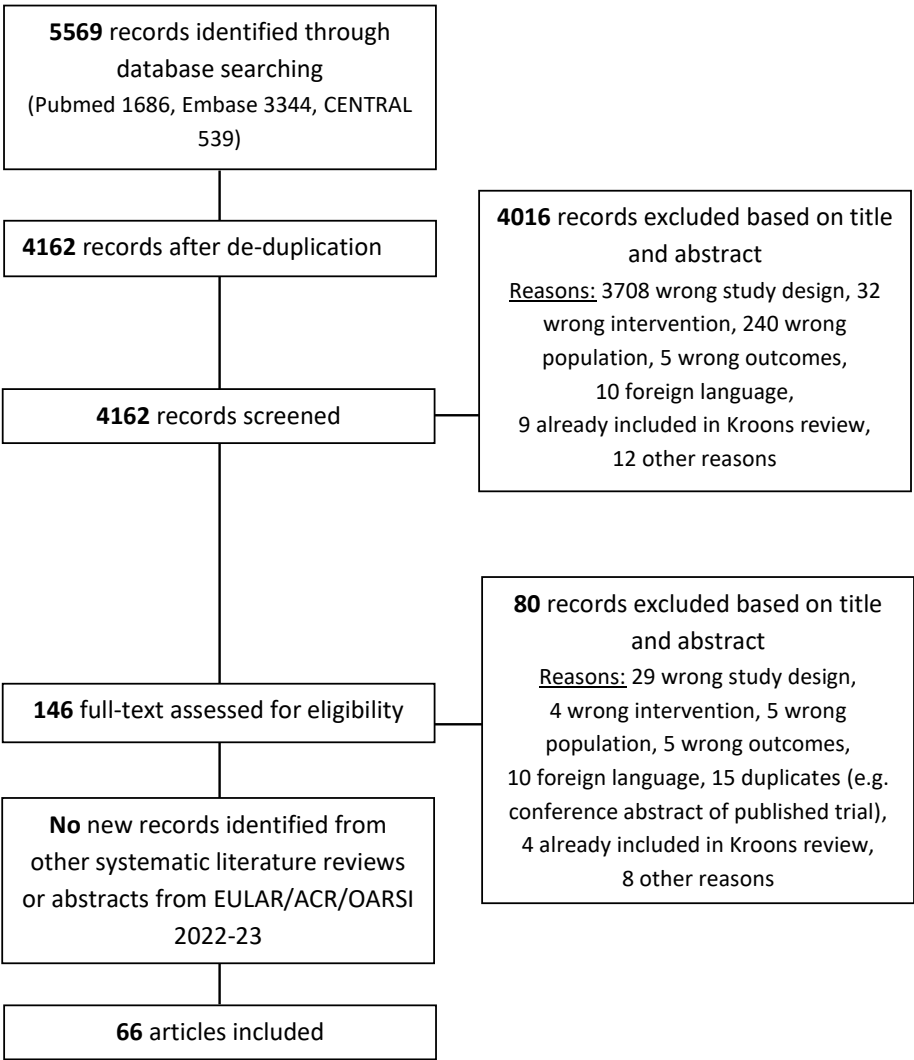 5569 records identified through
database searching
(Pubmed 1686, Embase 3344, CENTRAL
539)
4162 records after de-duplication
4016 records excluded based on title
and abstract
Reasons: 3708 wrong study design, 32
wrong intervention, 240 wrong
population, 5 wrong outcomes,
10 foreign language,
9 already included in Kroons review,
12 other reasons
4162 records screened
80 records excluded based on title
and abstract
Reasons: 29 wrong study design,
4 wrong intervention, 5 wrong
population, 5 wrong outcomes,
10 foreign language, 15 duplicates (e.g.
conference abstract of published trial),
4 already included in Kroons review,
8 other reasons
146 full-text assessed for eligibility
No new records identified from
other systematic literature reviews
or abstracts from EULAR/ACR/OARSI
2022-23
66 articles included